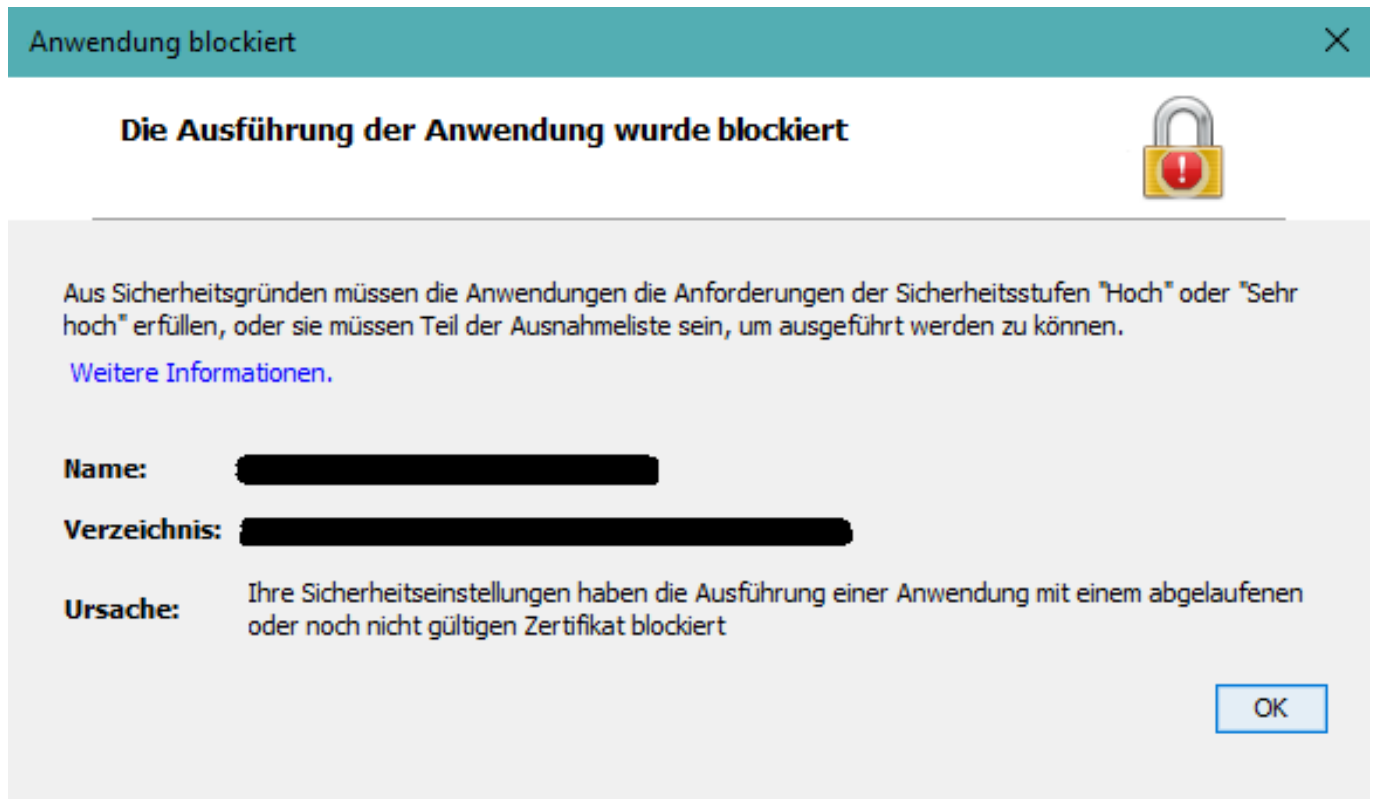 Anwendung blockiert
Die Ausführung der Anwendung wurde blockiert
Aus Sicherheitsgründen müssen die Anwendungen die Anforderungen der Sicherheitsstufen "Hoch" oder "Sehr
hoch" erfüllen, oder sie müssen Teil der Ausnahmeliste sein, um ausgeführt werden zu können.
Weitere Informationen.
Name:
Verzeichnis:
Ursache:
Ihre Sicherheitseinstellungen haben die Ausführung einer Anwendung mit einem abgelaufenen
oder noch nicht gültigen Zertifikat blockiert
OK